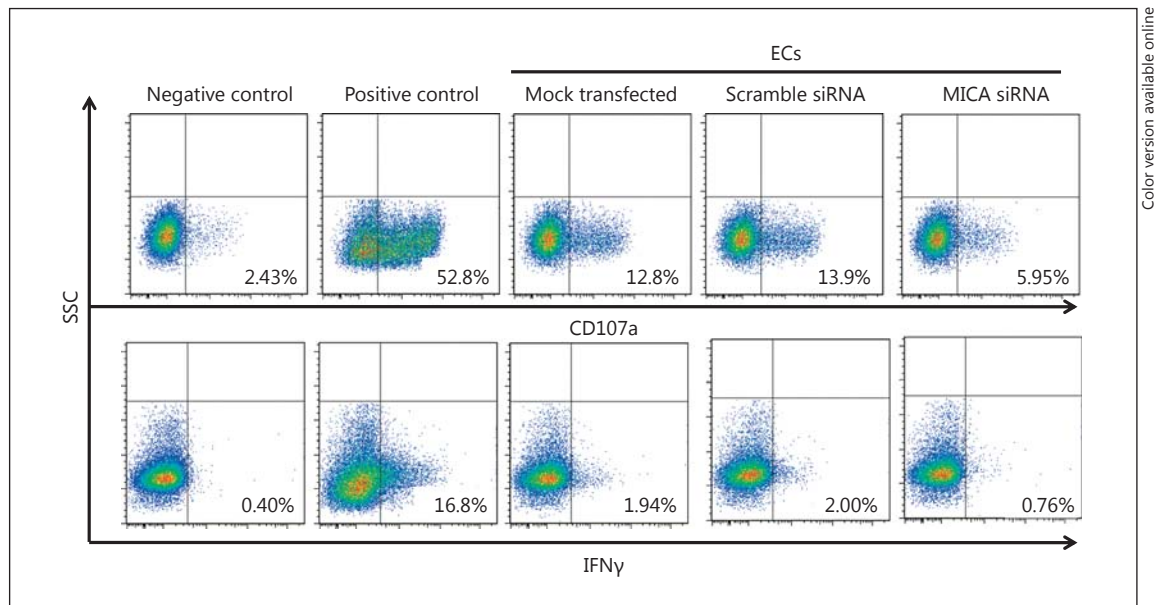 ECs
Negative control Positive control Mock transfected Scramble siRNA MICA siRNA
2.43% 52.8% 12.8% 13.9% 5.95%
SSC
CD107a
0.40% 16.8% 1.94% 2.00% 0.76%
IFNγ
Color version available online